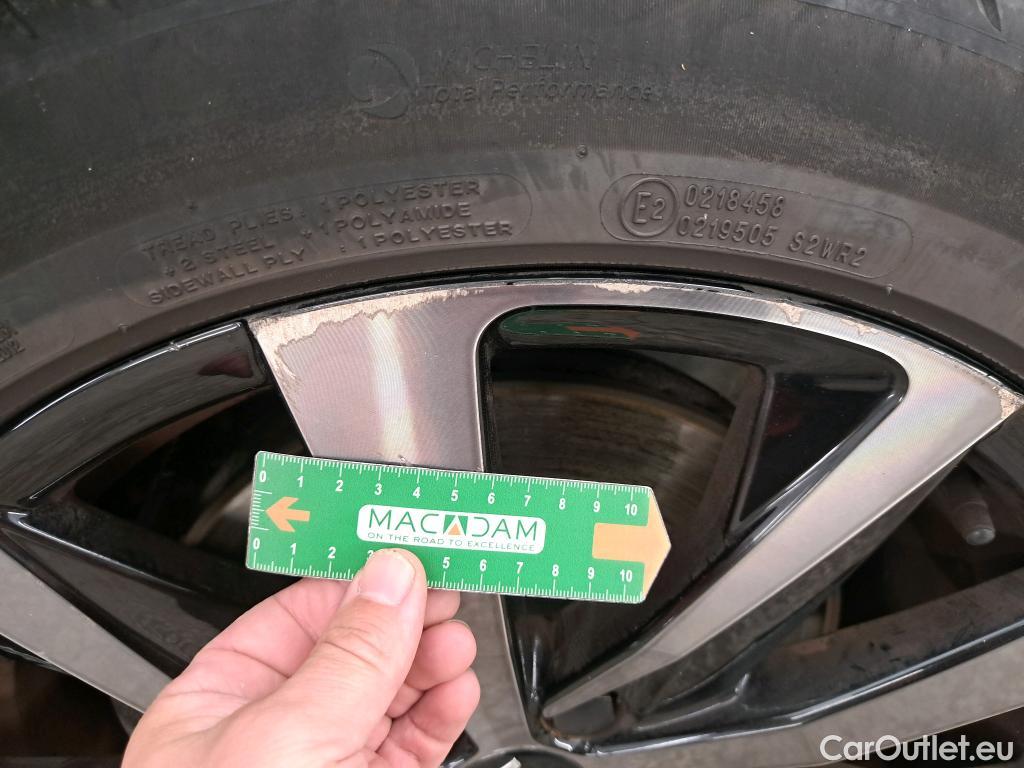 MICHELIN
Total Performance
TREAD PLIES: 1 POLYESTER
+ 2 STEEL + 1 POLYAMIDE
SIDEWALL PLY : 1 POLYESTER
E2
0218458
0219505 S2WR2
0 1 2 3 4 5 6 7 8 9 10
MACADAM
ON THE ROAD TO EXCELLENCE
0 1 2 3 5 6 7 8 9 10
CarOutlet.eu